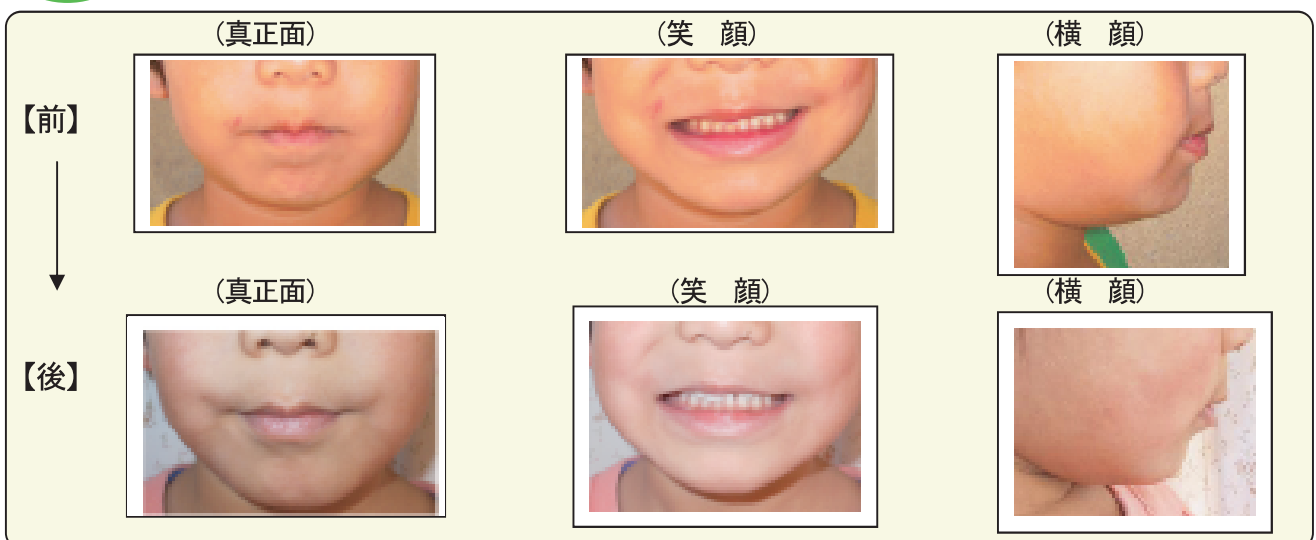 （真正面）
（笑　顔）
（横　顔）
【前】
（真正面）
（笑　顔）
（横　顔）
【後】